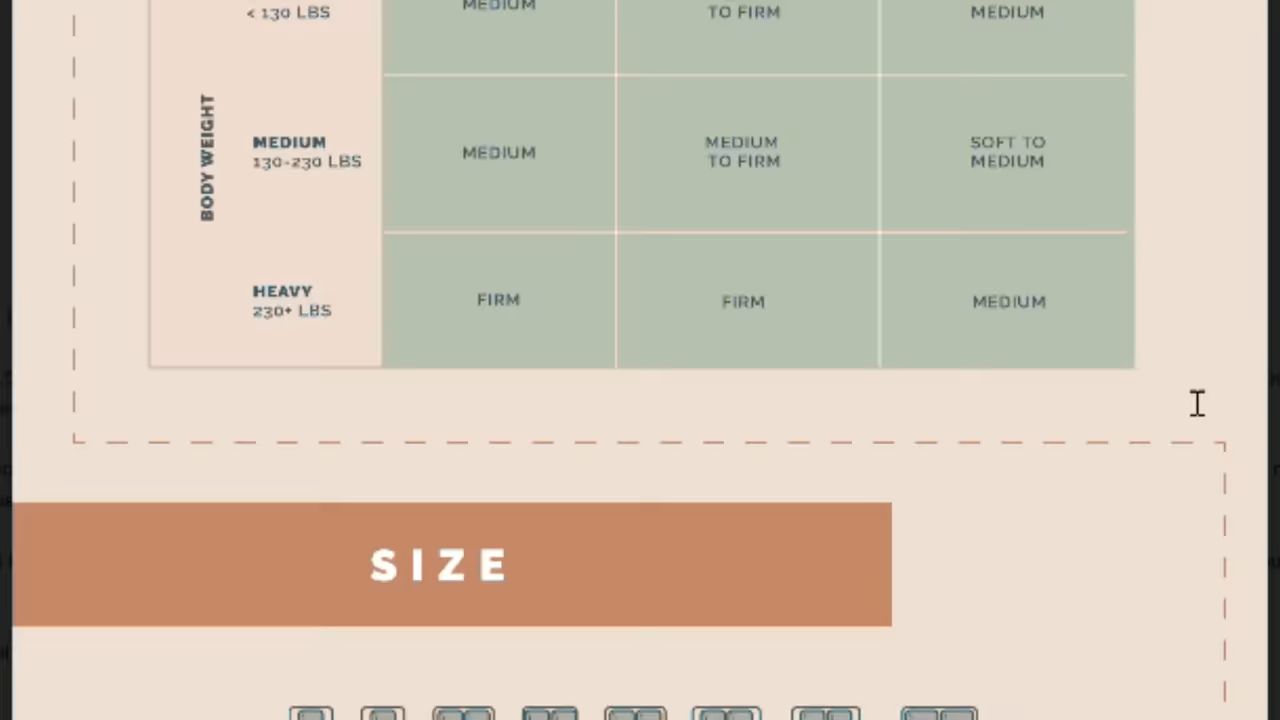 MEDIUM
< 130 LBS
TO FIRM
MEDIUM
BODY WEIGHT
MEDIUM
130-230 LBS
MEDIUM
MEDIUM
TO FIRM
SOFT TO
MEDIUM
HEAVY
230+ LBS
FIRM
FIRM
MEDIUM
SIZE